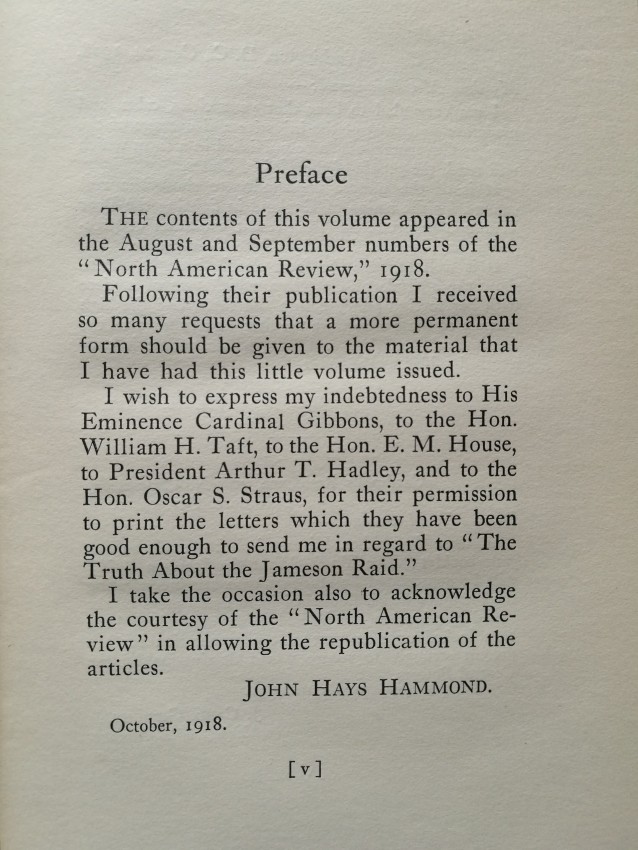 Preface
THE contents of this volume appeared in
the August and September numbers of the
“North American Review,” 1918.
Following their publication I received
so many requests that a more permanent
form should be given to the material that
I have had this little volume issued.
I wish to express my indebtedness to His
Eminence Cardinal Gibbons, to the Hon.
William H. Taft, to the Hon. E. M. House,
to President Arthur T. Hadley, and to the
Hon. Oscar S. Straus, for their permission
to print the letters which they have been
good enough to send me in regard to “The
Truth About the Jameson Raid.”
I take the occasion also to acknowledge
the courtesy of the “North American Re-
view” in allowing the republication of the
articles.
JOHN HAYS HAMMOND.
October, 1918.
[ v ]